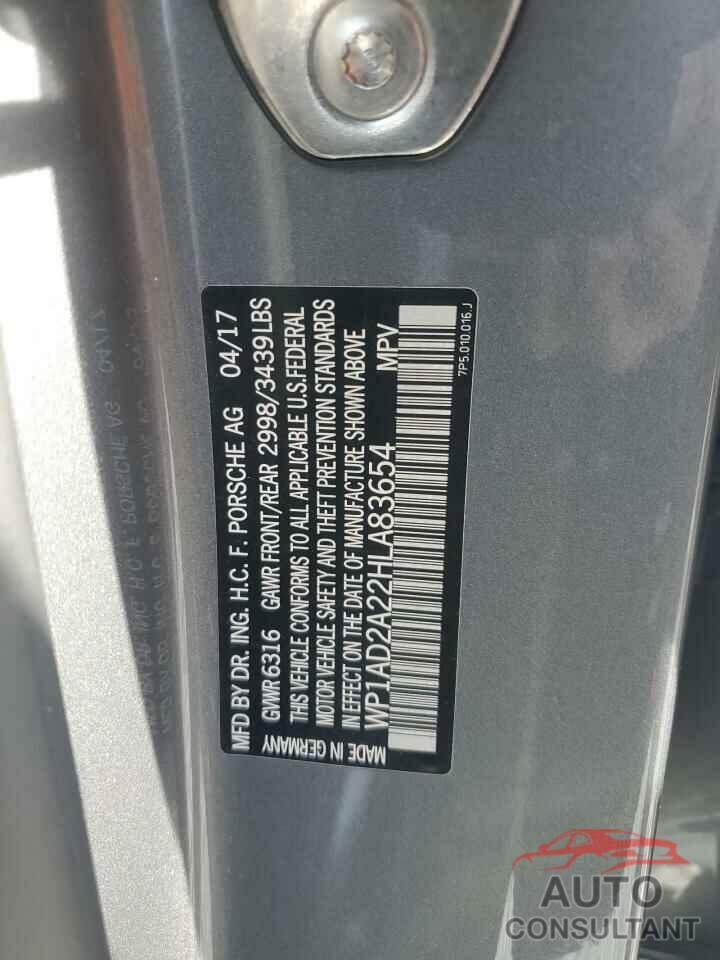 MFD BY DR. ING. H.C. F. PORSCHE AG 04/17
GVWR 6316 GAWR FRONT/REAR 2998/3439 LBS
THIS VEHICLE CONFORMS TO ALL APPLICABLE U.S. FEDERAL
MOTOR VEHICLE SAFETY AND THEFT PREVENTION STANDARDS
IN EFFECT ON THE DATE OF MANUFACTURE SHOWN ABOVE
WP1AD2A22HLA83654 MPV
MADE IN GERMANY
7P5.010.016.J
AUTO
CONSULTANT